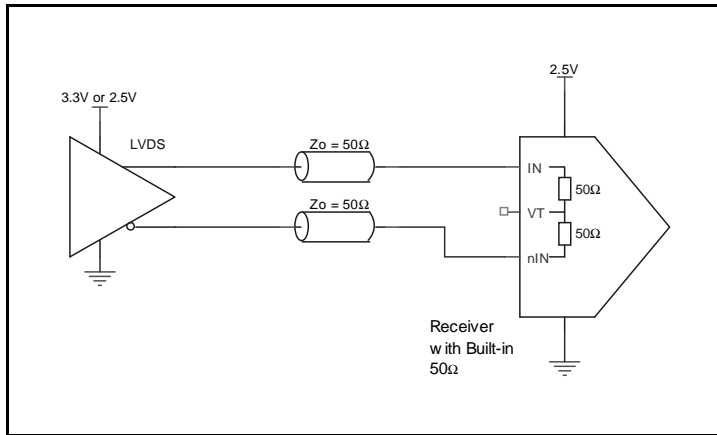 2.5V
3.3V or 2.5V
LVDS
Zo = 50Ω
IN
50Ω
Zo = 50Ω
VT
50Ω
nIN
Receiver
with Built-in
50Ω